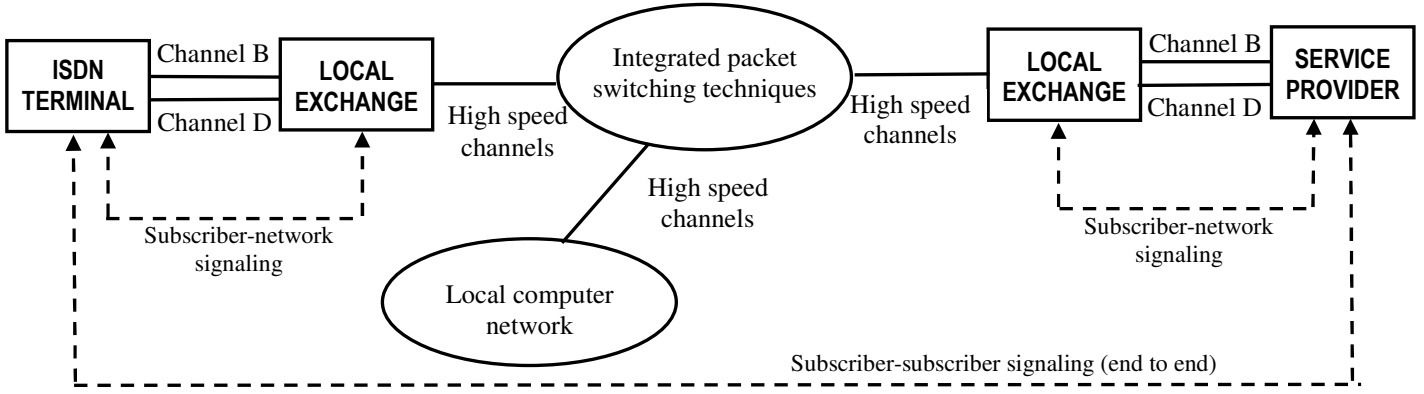 ISDN
TERMINAL
Channel B
Channel D
LOCAL
EXCHANGE
High speed
channels
Integrated packet
switching techniques
High speed
channels
LOCAL
EXCHANGE
Channel B
Channel D
SERVICE
PROVIDER
High speed
channels
Subscriber-network
signaling
Subscriber-network
signaling
Local computer
network
Subscriber-subscriber signaling (end to end)